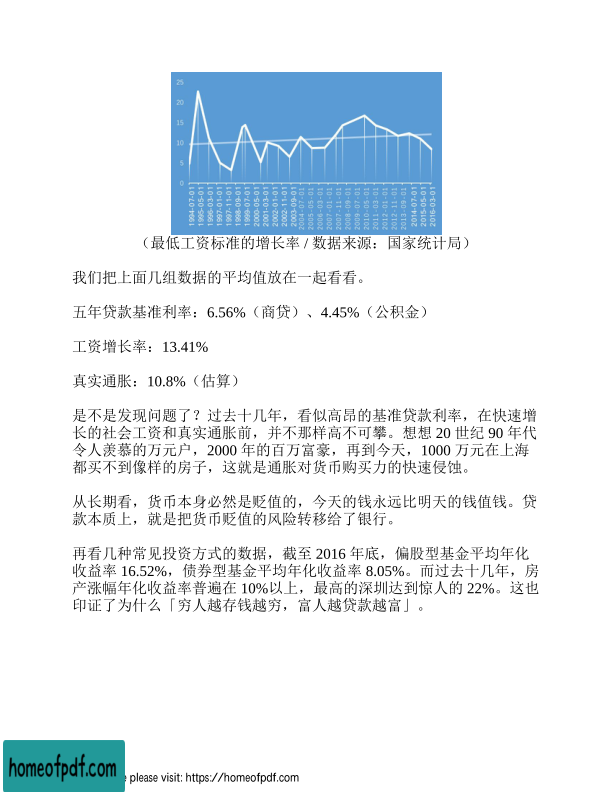 25
20
15
10
5
0
1994-07-01
1995-05-01
1996-03-01
1997-01-01
1997-11-01
1998-09-01
1999-07-01
2000-05-01
2001-03-01
2002-01-01
2002-11-01
2003-09-01
2004-07-01
2005-05-01
2006-03-01
2007-01-01
2007-11-01
2008-09-01
2009-07-01
2010-05-01
2011-03-01
2012-01-01
2012-11-01
2013-09-01
2014-07-01
2015-05-01
2016-03-01
（最低工资标准的增长率 / 数据来源：国家统计局）
我们把上面几组数据的平均值放在一起看看。
五年贷款基准利率：6.56%（商贷）、4.45%（公积金）
工资增长率：13.41%
真实通胀：10.8%（估算）
是不是发现问题了？过去十几年，看似高昂的基准贷款利率，在快速增
长的社会工资和真实通胀前，并不那样高不可攀。想想 20 世纪 90 年代
令人羡慕的万元户，2000 年的百万富豪，再到今天，1000 万元在上海
都买不到像样的房子，这就是通胀对货币购买力的快速侵蚀。
从长期看，货币本身必然是贬值的，今天的钱永远比明天的钱值钱。贷
款本质上，就是把货币贬值的风险转移给了银行。
再看几种常见投资方式的数据，截至 2016 年底，偏股型基金平均年化
收益率 16.52%，债券型基金平均年化收益率 8.05%。而过去十几年，房
产涨幅年化收益率普遍在 10%以上，最高的深圳达到惊人的 22%。这也
印证了为什么「穷人越存钱越穷，富人越贷款越富」。
homeofpdf.com
e please visit: https://homeofpdf.com